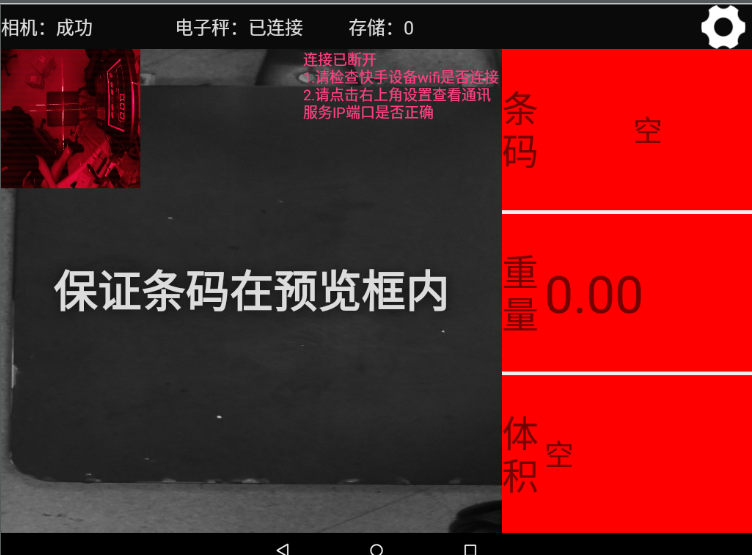 相机：成功 电子秤：已连接 存储：0
连接已断开
1.请检查快手设备wifi是否连接
2.请点击右上角设置查看通讯
服务IP端口是否正确
条码 空
保证条码在预览框内
重量 0.00
体积 空